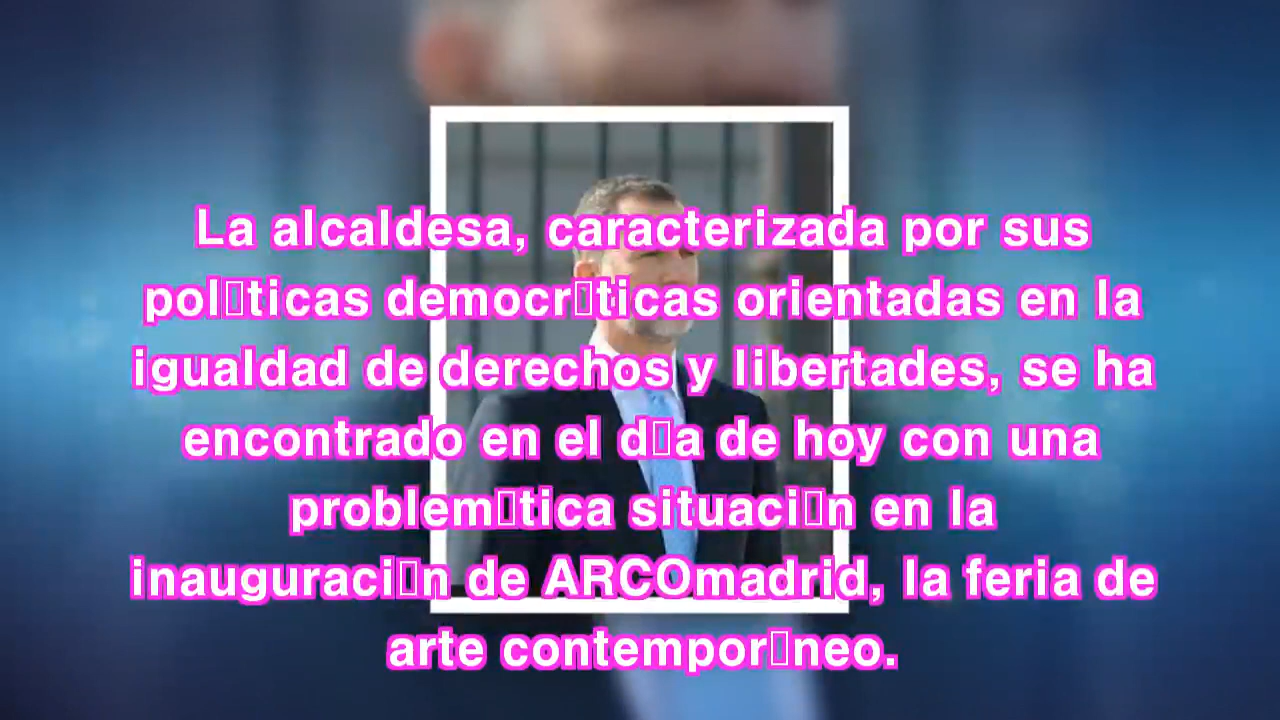 La alcaldesa, caracterizada por sus
pol▯ticas democr▯ticas orientadas en la
igualdad de derechos y libertades, se ha
encontrado en el d▯a de hoy con una
problem▯tica situaci▯n en la
inauguraci▯n de ARCOmadrid, la feria de
arte contempor▯neo.